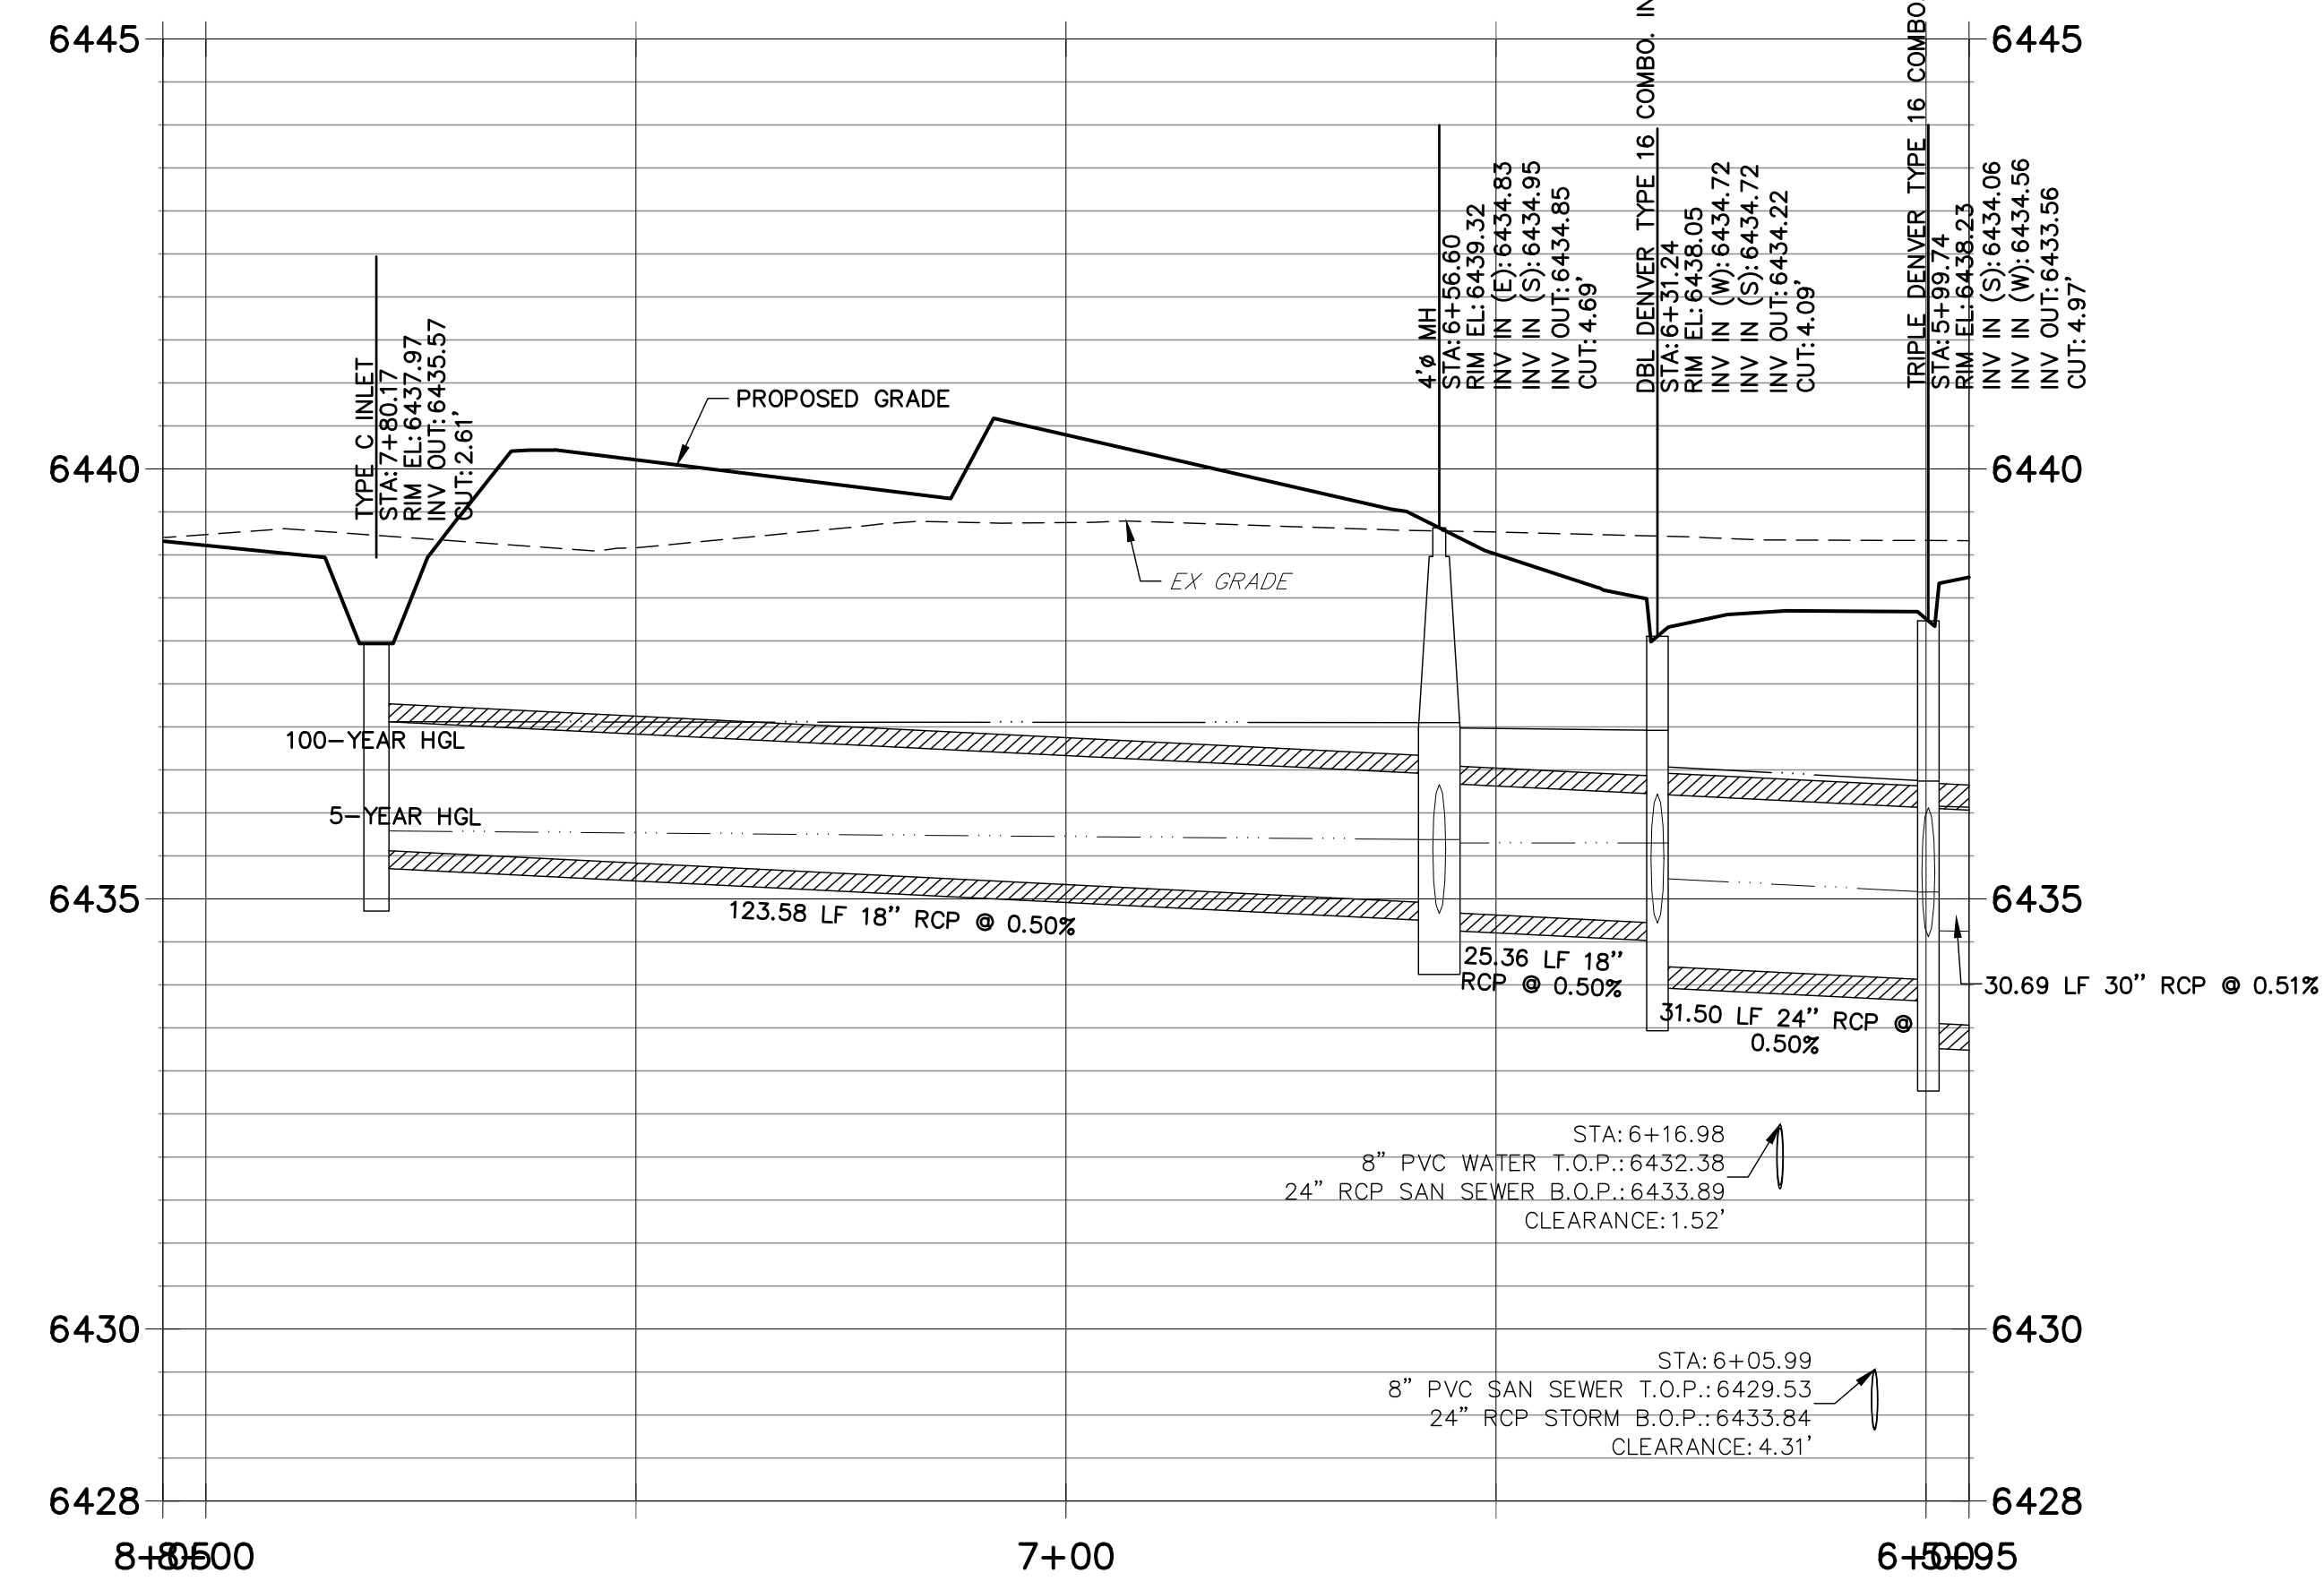 6445
6445
TYPE C INLET
STA:7+80.17
RIM EL:6437.97
INV OUT:6435.57
CUT:2.61'
PROPOSED GRADE
4'ø MH
STA:6+56.60
RIM EL:6439.32
INV IN (E):6434.83
INV IN (S):6434.95
INV OUT:6434.85
CUT:4.69'
DBL DENVER TYPE 16 COMBO.
STA:6+31.24
RIM EL:6438.05
INV IN (W):6434.72
INV IN (S):6434.72
INV OUT:6434.22
CUT:4.09'
TRIPLE DENVER TYPE 16 COMBO.
STA:5+99.74
RIM EL:6438.23
INV IN (S):6434.06
INV IN (W):6434.56
INV OUT:6433.56
CUT:4.97'
6440
6440
EX GRADE
100-YEAR HGL
5-YEAR HGL
6435
6435
123.58 LF 18" RCP @ 0.50%
25.36 LF 18"
RCP @ 0.50%
31.50 LF 24" RCP @
0.50%
30.69 LF 30" RCP @ 0.51%
STA:6+16.98
8" PVC WATER T.O.P.:6432.38
24" RCP SAN SEWER B.O.P.:6433.89
CLEARANCE:1.52'
6430
6430
STA:6+05.99
8" PVC SAN SEWER T.O.P.:6429.53
24" RCP STORM B.O.P.:6433.84
CLEARANCE:4.31'
6428
6428
7+00